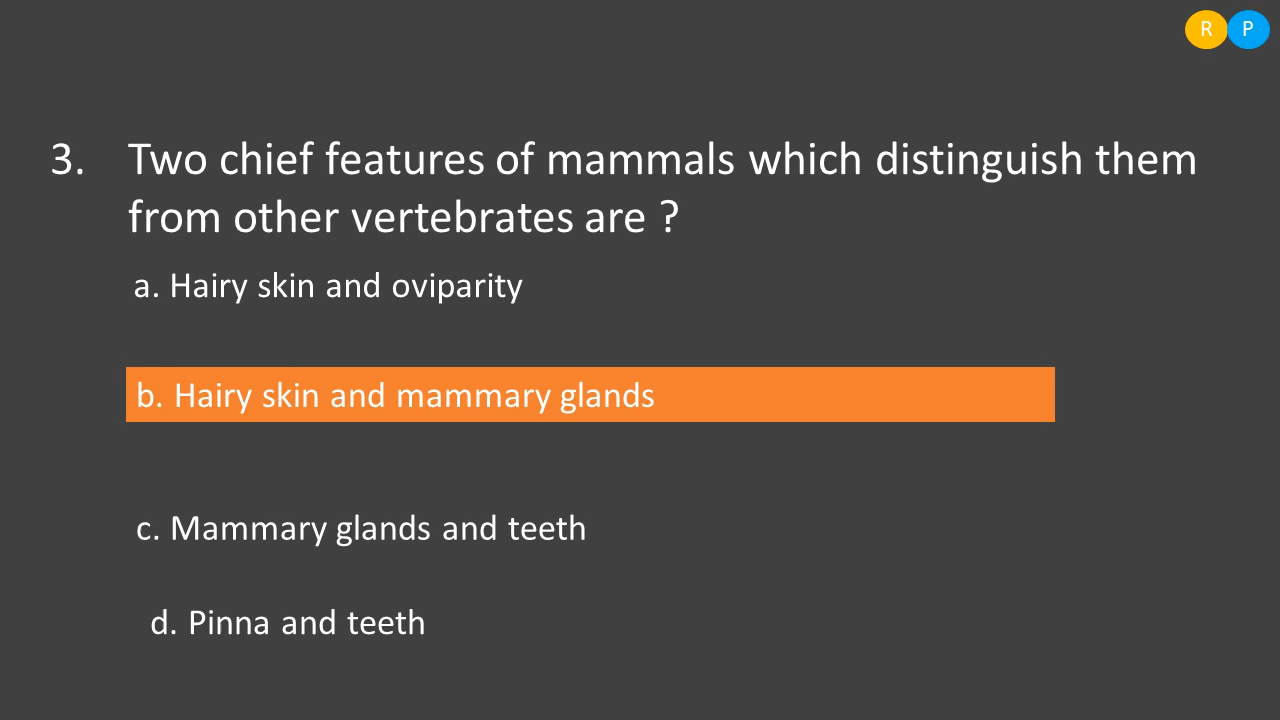 R P
3. Two chief features of mammals which distinguish them
from other vertebrates are ?
a. Hairy skin and oviparity
b. Hairy skin and mammary glands
c. Mammary glands and teeth
d. Pinna and teeth